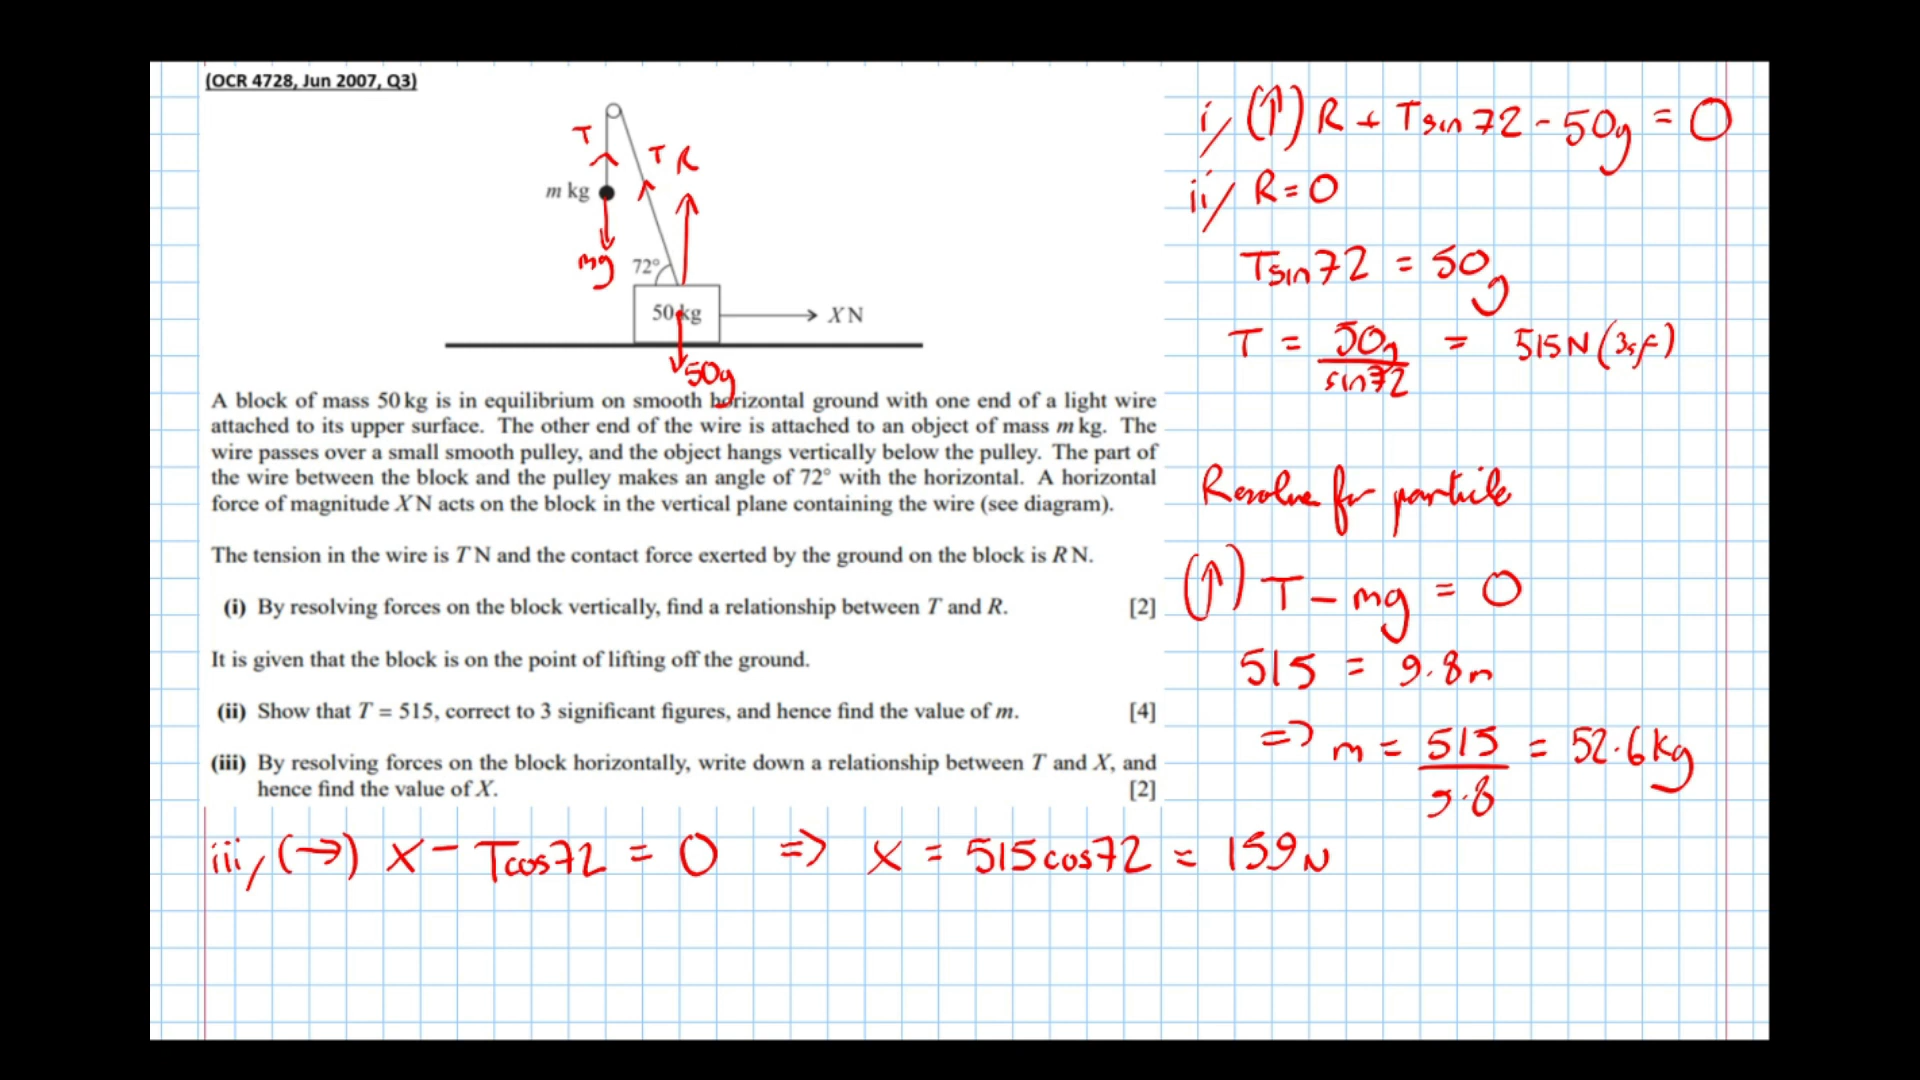 (OCR 4728, Jun 2007, Q3)
T
T R
m kg
mg
72°
50 kg
X N
50g
A block of mass 50 kg is in equilibrium on smooth horizontal ground with one end of a light wire
attached to its upper surface. The other end of the wire is attached to an object of mass m kg. The
wire passes over a small smooth pulley, and the object hangs vertically below the pulley. The part of
the wire between the block and the pulley makes an angle of 72° with the horizontal. A horizontal
force of magnitude X N acts on the block in the vertical plane containing the wire (see diagram).
The tension in the wire is T N and the contact force exerted by the ground on the block is R N.
(i) By resolving forces on the block vertically, find a relationship between T and R. [2]
It is given that the block is on the point of lifting off the ground.
(ii) Show that T = 515, correct to 3 significant figures, and hence find the value of m. [4]
(iii) By resolving forces on the block horizontally, write down a relationship between T and X, and
hence find the value of X. [2]
i/ (↑) R + Tsin72 - 50g = 0
ii/ R = 0
Tsin72 = 50g
T = 50g/sin72 = 515N (3sf)
Resolve for particle
(↑) T - mg = 0
515 = 9.8m
=> m = 515/9.8 = 52.6kg
iii/ (→) X - Tcos72 = 0 => X = 515cos72 = 159N